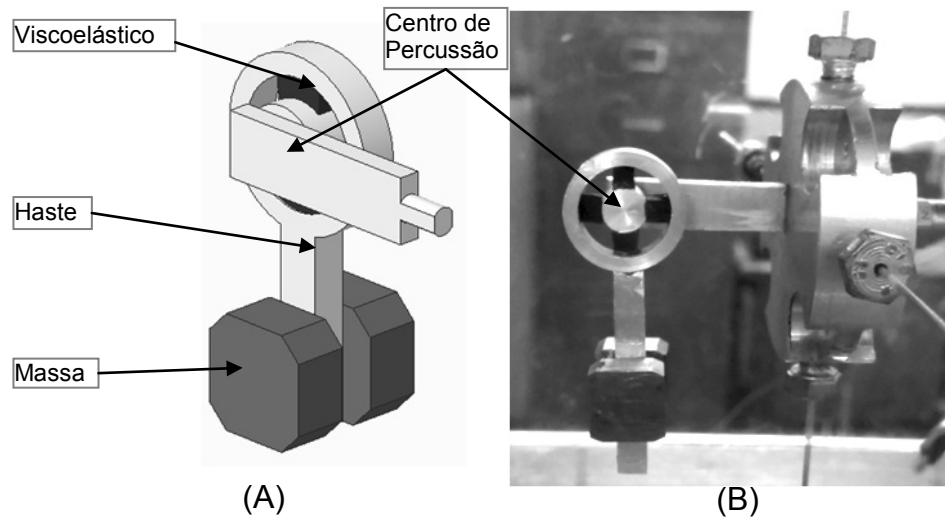 Viscoelástico
Centro de
Percussão
Haste
Massa
(A)
(B)